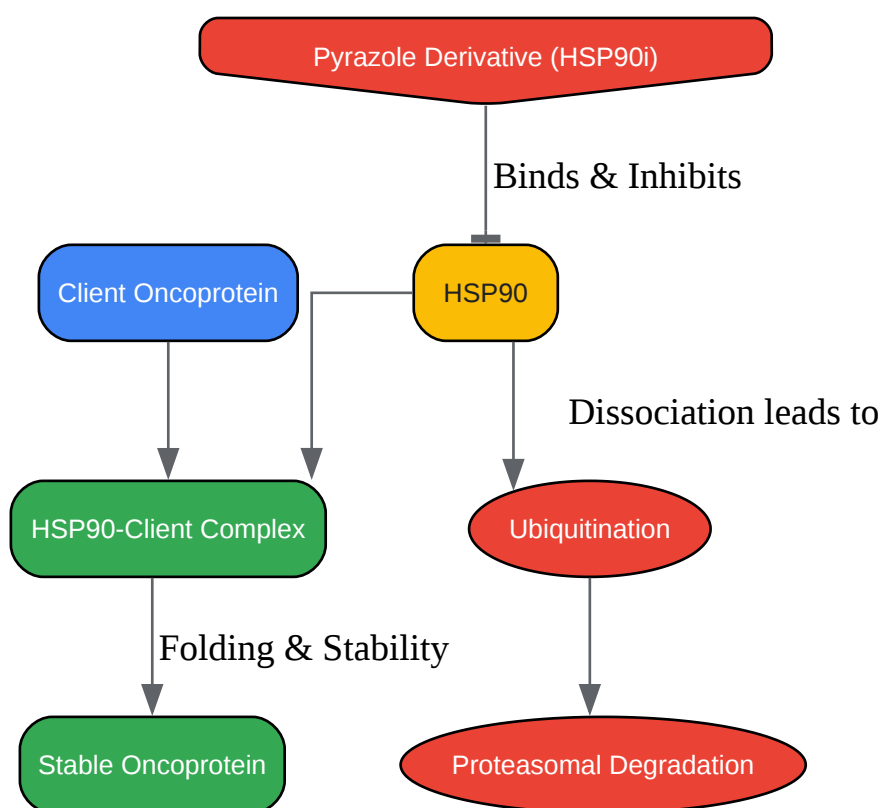 Pyrazole Derivative (HSP90i)
Binds & Inhibits
Client Oncoprotein
HSP90
Dissociation leads to
HSP90-Client Complex
Ubiquitination
Folding & Stability
Stable Oncoprotein
Proteasomal Degradation